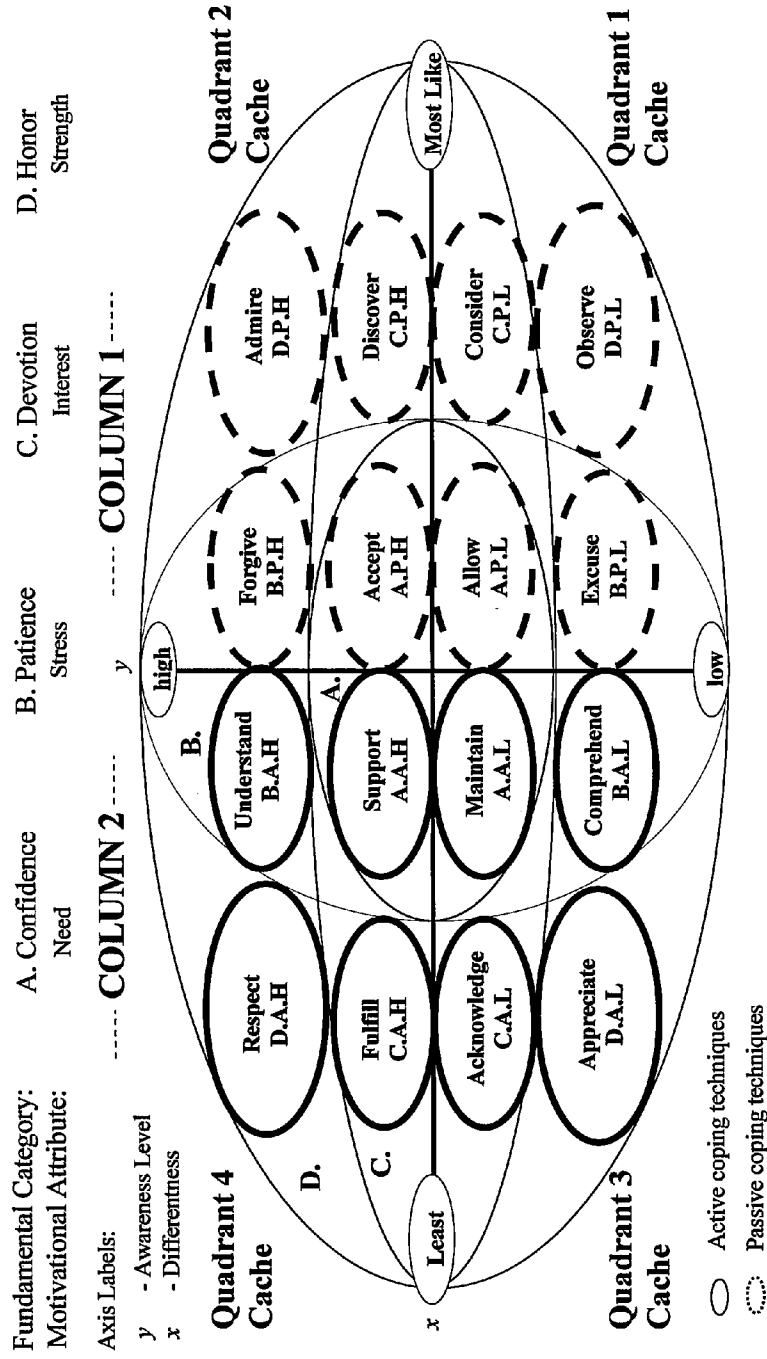 Fundamental Category: A. Confidence B. Patience C. Devotion D. Honor
Motivational Attribute: Need Stress Interest Strength
----- COLUMN 2 ----- ----- COLUMN 1 -----
Axis Labels:
y - Awareness Level
x - Differentness
y
Quadrant 4
Cache
Quadrant 2
Cache
high
D.
C.
B.
A.
Respect
D.A.H
Understand
B.A.H
Forgive
B.P.H
Admire
D.P.H
Fulfill
C.A.H
Support
A.A.H
Accept
A.P.H
Discover
C.P.H
x
Least
Most Like
Acknowledge
C.A.L
Maintain
A.A.L
Allow
A.P.L
Consider
C.P.L
Appreciate
D.A.L
Comprehend
B.A.L
Excuse
B.P.L
Observe
D.P.L
low
Quadrant 3
Cache
Quadrant 1
Cache
Active coping techniques
Passive coping techniques